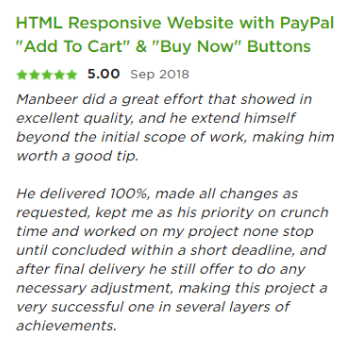 HTML Responsive Website with PayPal
"Add To Cart" & "Buy Now" Buttons
5.00 Sep 2018
Manbeer did a great effort that showed in
excellent quality, and he extend himself
beyond the initial scope of work, making him
worth a good tip.
He delivered 100%, made all changes as
requested, kept me as his priority on crunch
time and worked on my project none stop
until concluded within a short deadline, and
after final delivery he still offer to do any
necessary adjustment, making this project a
very successful one in several layers of
achievements.